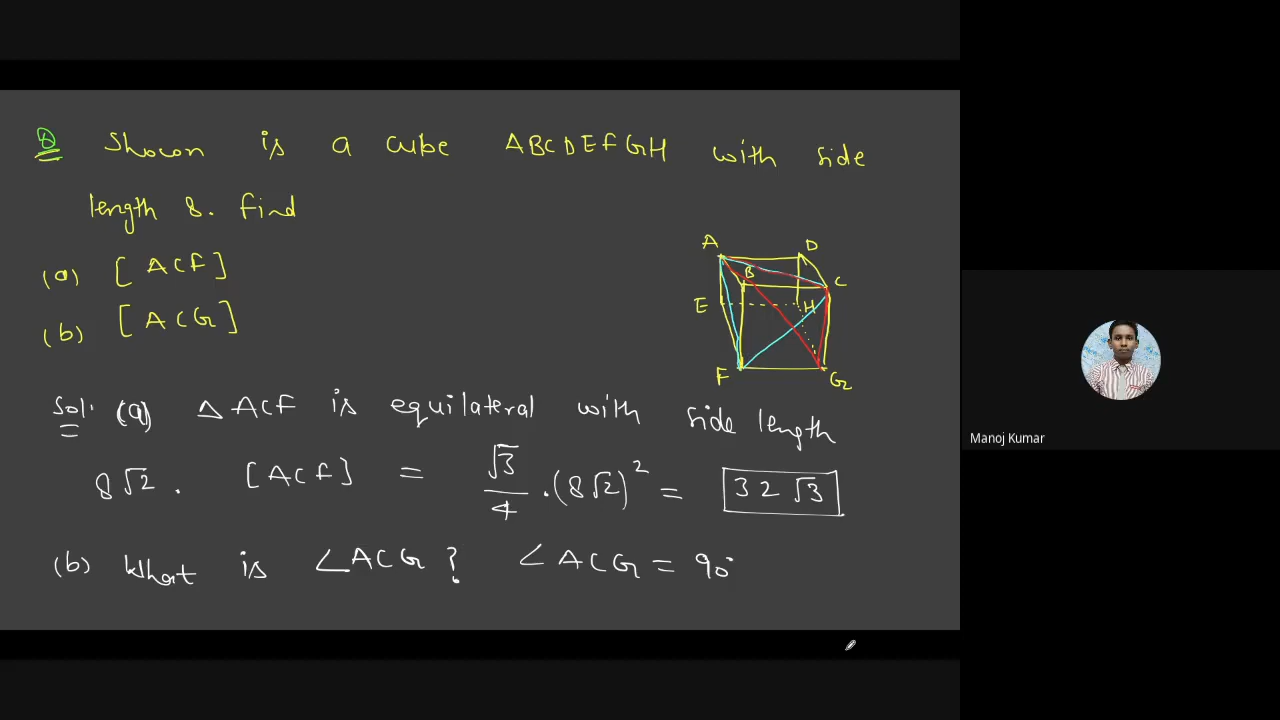 Q Shown is a cube ABCDEFGH with side
length 8. find
(a) [ACF]
(b) [ACG]
A
D
B
C
E
H
F
G
Sol. (a) △ ACF is equilateral with side length
8√2. [ACF] = √3/4 · (8√2)² = 32√3
(b) What is ∠ACG? ∠ACG = 90°
Manoj Kumar